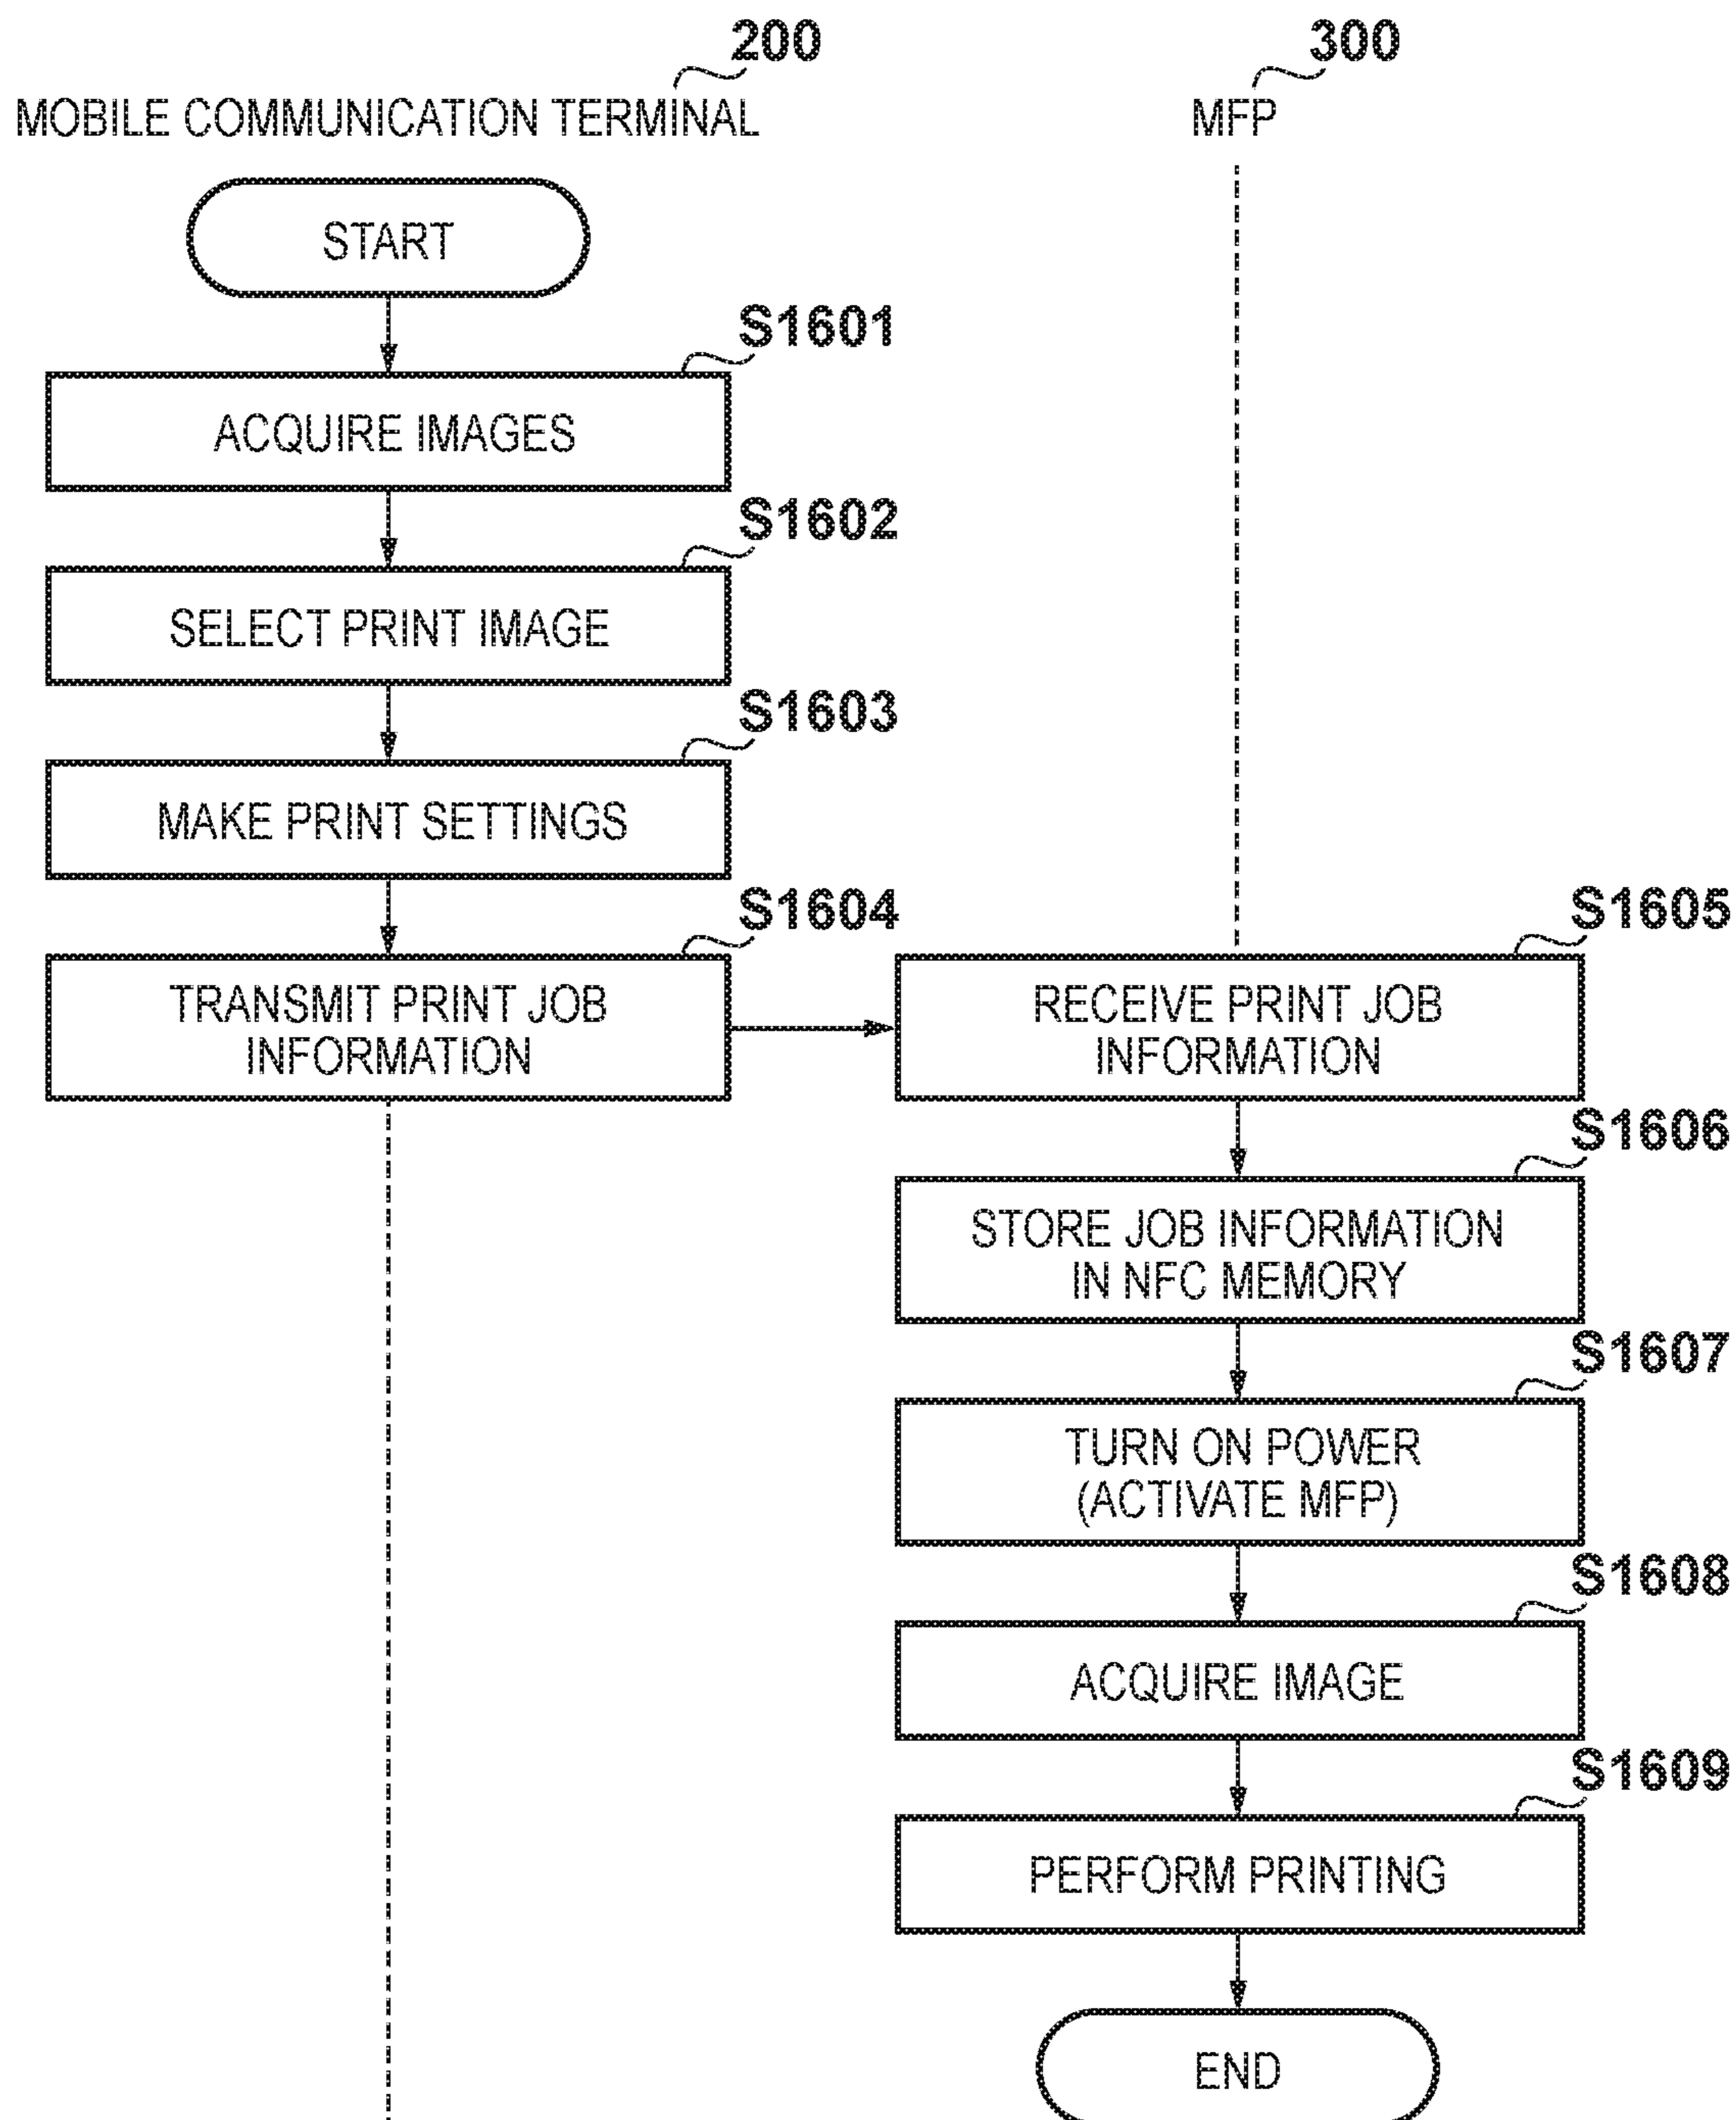 200
MOBILE COMMUNICATION TERMINAL
300
MFP
START
S1601
ACQUIRE IMAGES
S1602
SELECT PRINT IMAGE
S1603
MAKE PRINT SETTINGS
S1604
TRANSMIT PRINT JOB
INFORMATION
S1605
RECEIVE PRINT JOB
INFORMATION
S1606
STORE JOB INFORMATION
IN NFC MEMORY
S1607
TURN ON POWER
(ACTIVATE MFP)
S1608
ACQUIRE IMAGE
S1609
PERFORM PRINTING
END